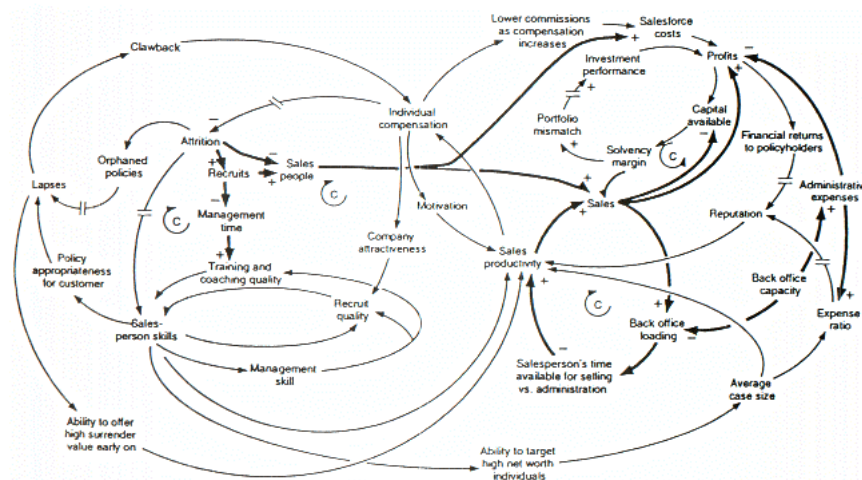 Lower commissions
as compensation
increases
Salesforce
costs
Clawback
Investment
performance
Profits
Individual
compensation
Portfolio
mismatch
Capital
available
Attrition
Financial returns
to policyholders
Orphaned
policies
Sales
people
Solvency
margin
C
Recruits
Lapses
C
C
Administrative
expenses
Sales
Motivation
Reputation
Management
time
Company
attractiveness
Policy
appropriateness
for customer
Sales
productivity
Training and
coaching quality
Back office
capacity
C
Recruit
quality
Expense
ratio
Sales-
person skills
Back office
loading
Management
skill
Salesperson's time
available for selling
vs. administration
Average
case size
Ability to offer
high surrender
value early on
Ability to target
high net worth
individuals